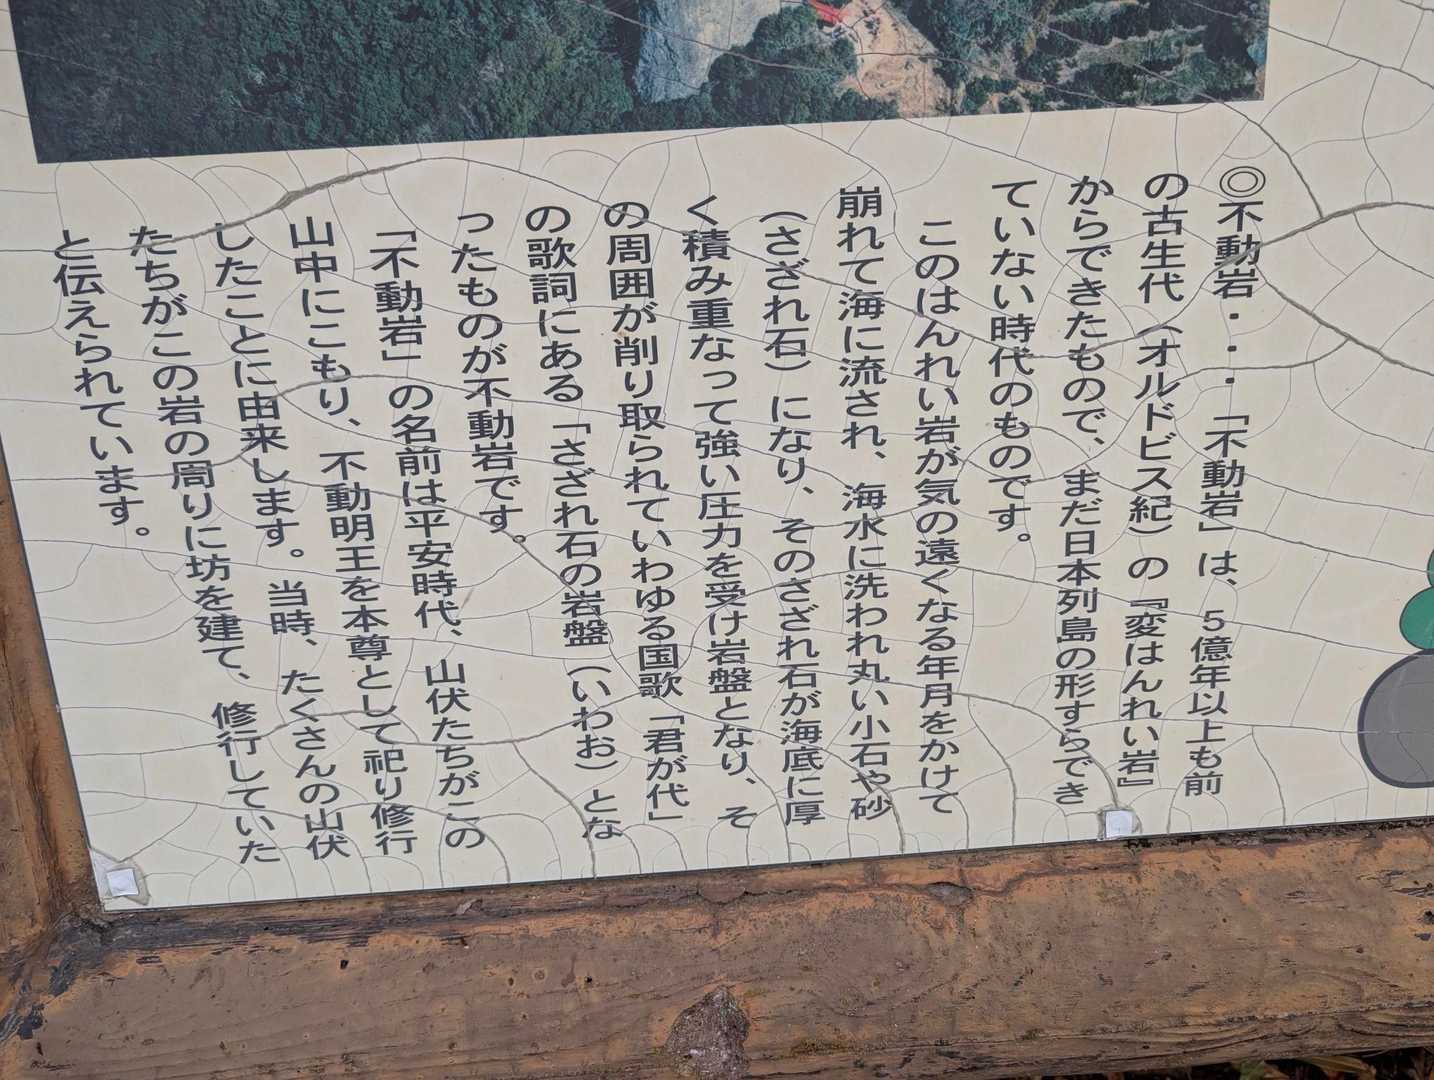 ◎不動岩・・・「不動岩」は、５億年以上も前
の古生代（オルドビス紀）の『変はんれい岩』
からできたもので、まだ日本列島の形すらでき
ていない時代のものです。
このはんれい岩が気の遠くなる年月をかけて
崩れて海に流され、海水に洗われ丸い小石や砂
（さざれ石）になり、そのさざれ石が海底に厚
く積み重なって強い圧力を受け岩盤となり、そ
の周囲が削り取られていわゆる国歌「君が代」
の歌詞にある「さざれ石の岩盤（いわお）とな
ったものが不動岩です。
「不動岩」の名前は平安時代、山伏たちがこの
山中にこもり、不動明王を本尊として祀り修行
したことに由来します。当時、たくさんの山伏
たちがこの岩の周りに坊を建て、修行していた
と伝えられています。